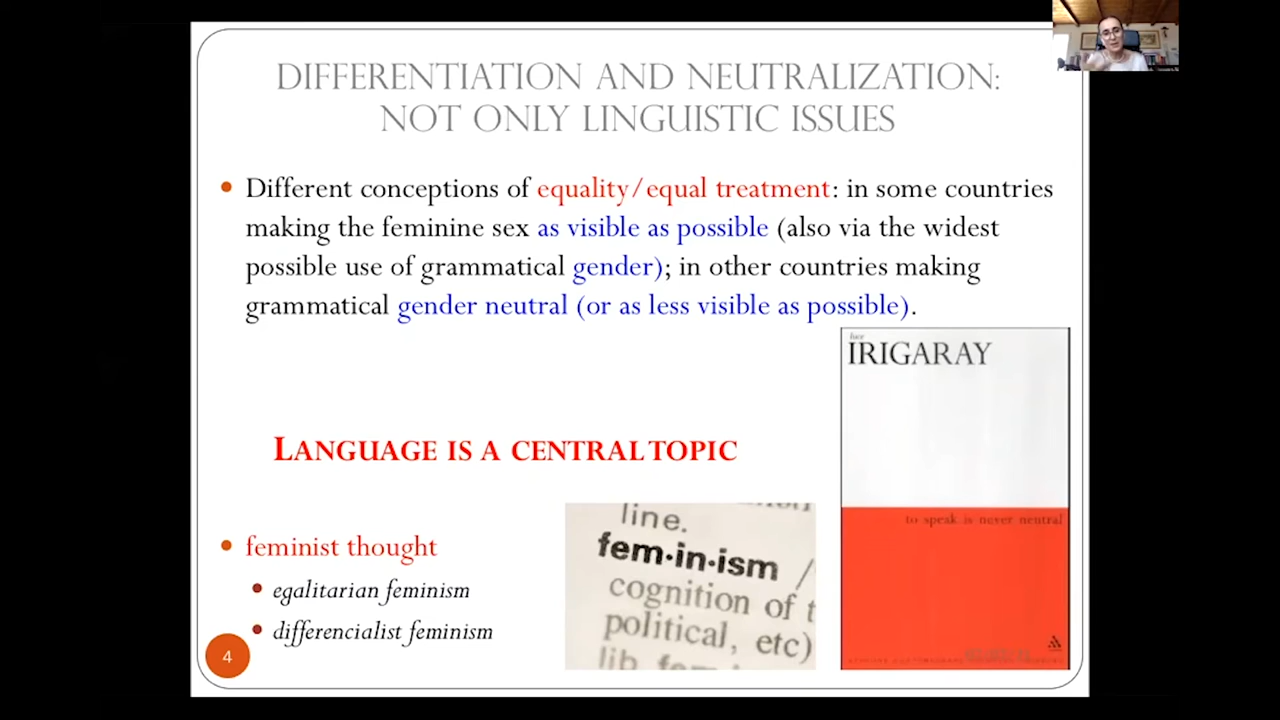 DIFFERENTIATION AND NEUTRALIZATION:
NOT ONLY LINGUISTIC ISSUES
Different conceptions of equality/equal treatment: in some countries
making the feminine sex as visible as possible (also via the widest
possible use of grammatical gender); in other countries making
grammatical gender neutral (or as less visible as possible).
luce
IRIGARAY
LANGUAGE IS A CENTRAL TOPIC
to speak is never neutral
line.
fem·in·ism /
cognition of t
political, etc)
lib fem
feminist thought
egalitarian feminism
differencialist feminism
4